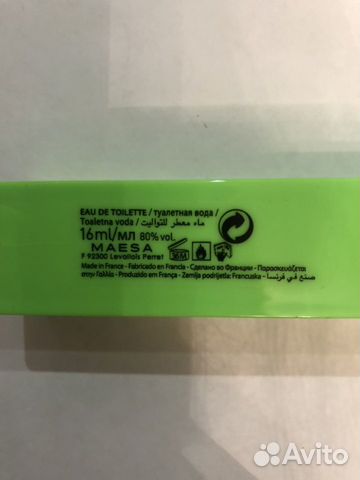 EAU DE TOILETTE / туалетная вода /
Toaletna voda / ماء معطر للتواليت
16ml/мл 80% vol.
MAESA
F 92300 Levallois Perret
36M
Made in France - Fabricado en Francia - Сделано во Франции - Παρασκευάζεται
στην Γαλλία - Produzido em França - Zemlja podrijetla: Francuska - صنع في فرنسا
Avito